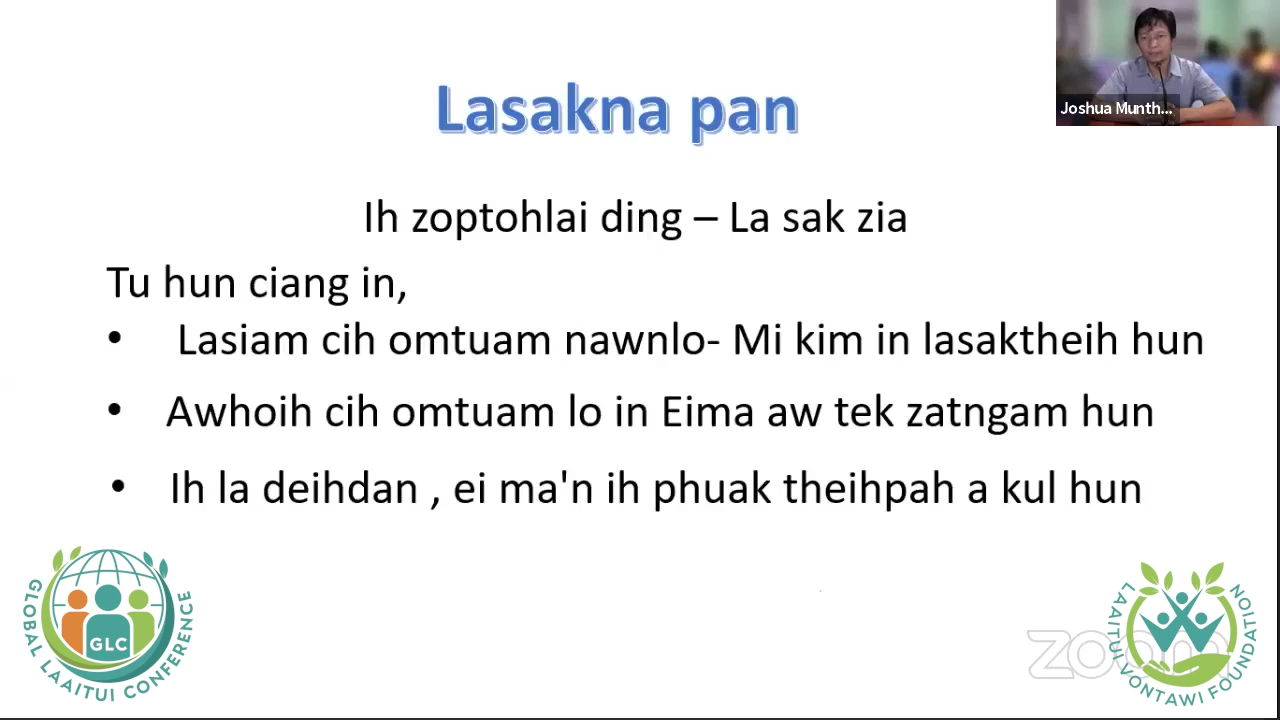 Joshua Munth...
Lasakna pan
Ih zoptohlai ding – La sak zia
Tu hun ciang in,
• Lasiam cih omtuam nawnlo- Mi kim in lasaktheih hun
• Awhoih cih omtuam lo in Eima aw tek zatngam hun
• Ih la deihdan , ei ma'n ih phuak theihpah a kul hun
GLC
GLOBAL LAAITUI CONFERENCE
zoom
LAAITUI VONTAWI FOUNDATION